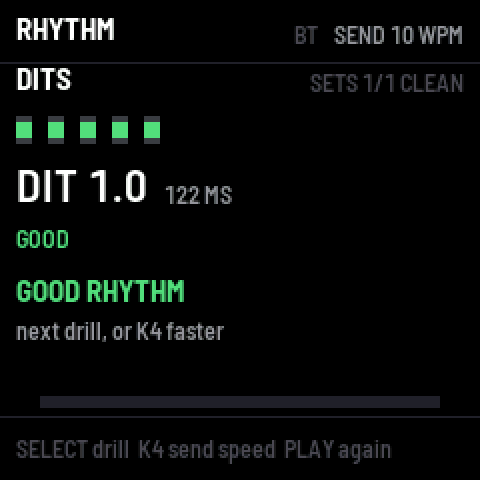 RHYTHM BT SEND 10 WPM
DITS SETS 1/1 CLEAN
DIT 1.0 122 MS
GOOD
GOOD RHYTHM
next drill, or K4 faster
SELECT drill K4 send speed PLAY again